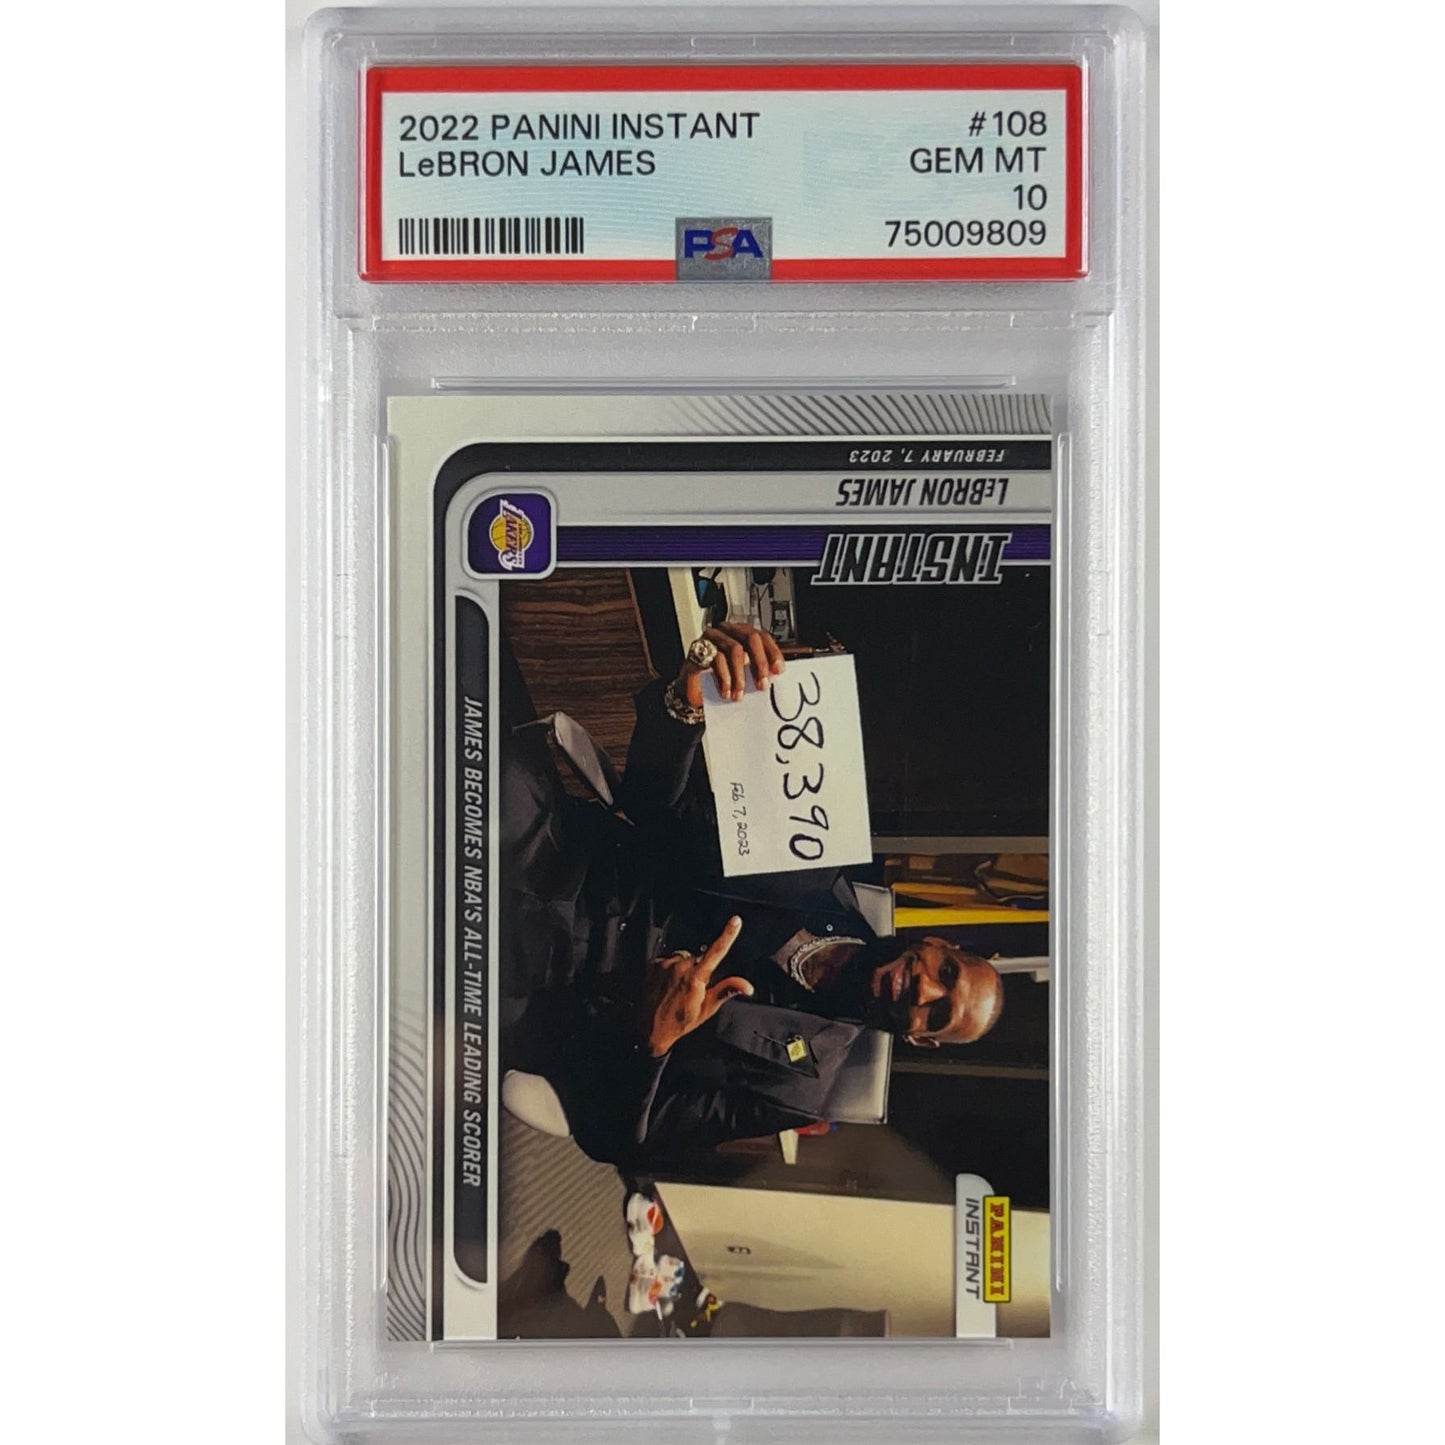 2022 PANINI INSTANT #108
LeBRON JAMES GEM MT
10
75009809
PSA
FEBRUARY 7, 2023
LeBRON JAMES
INSTANT
LAKERS
38,390
Feb 7, 2023
JAMES BECOMES NBA'S ALL-TIME LEADING SCORER
PANINI
INSTANT